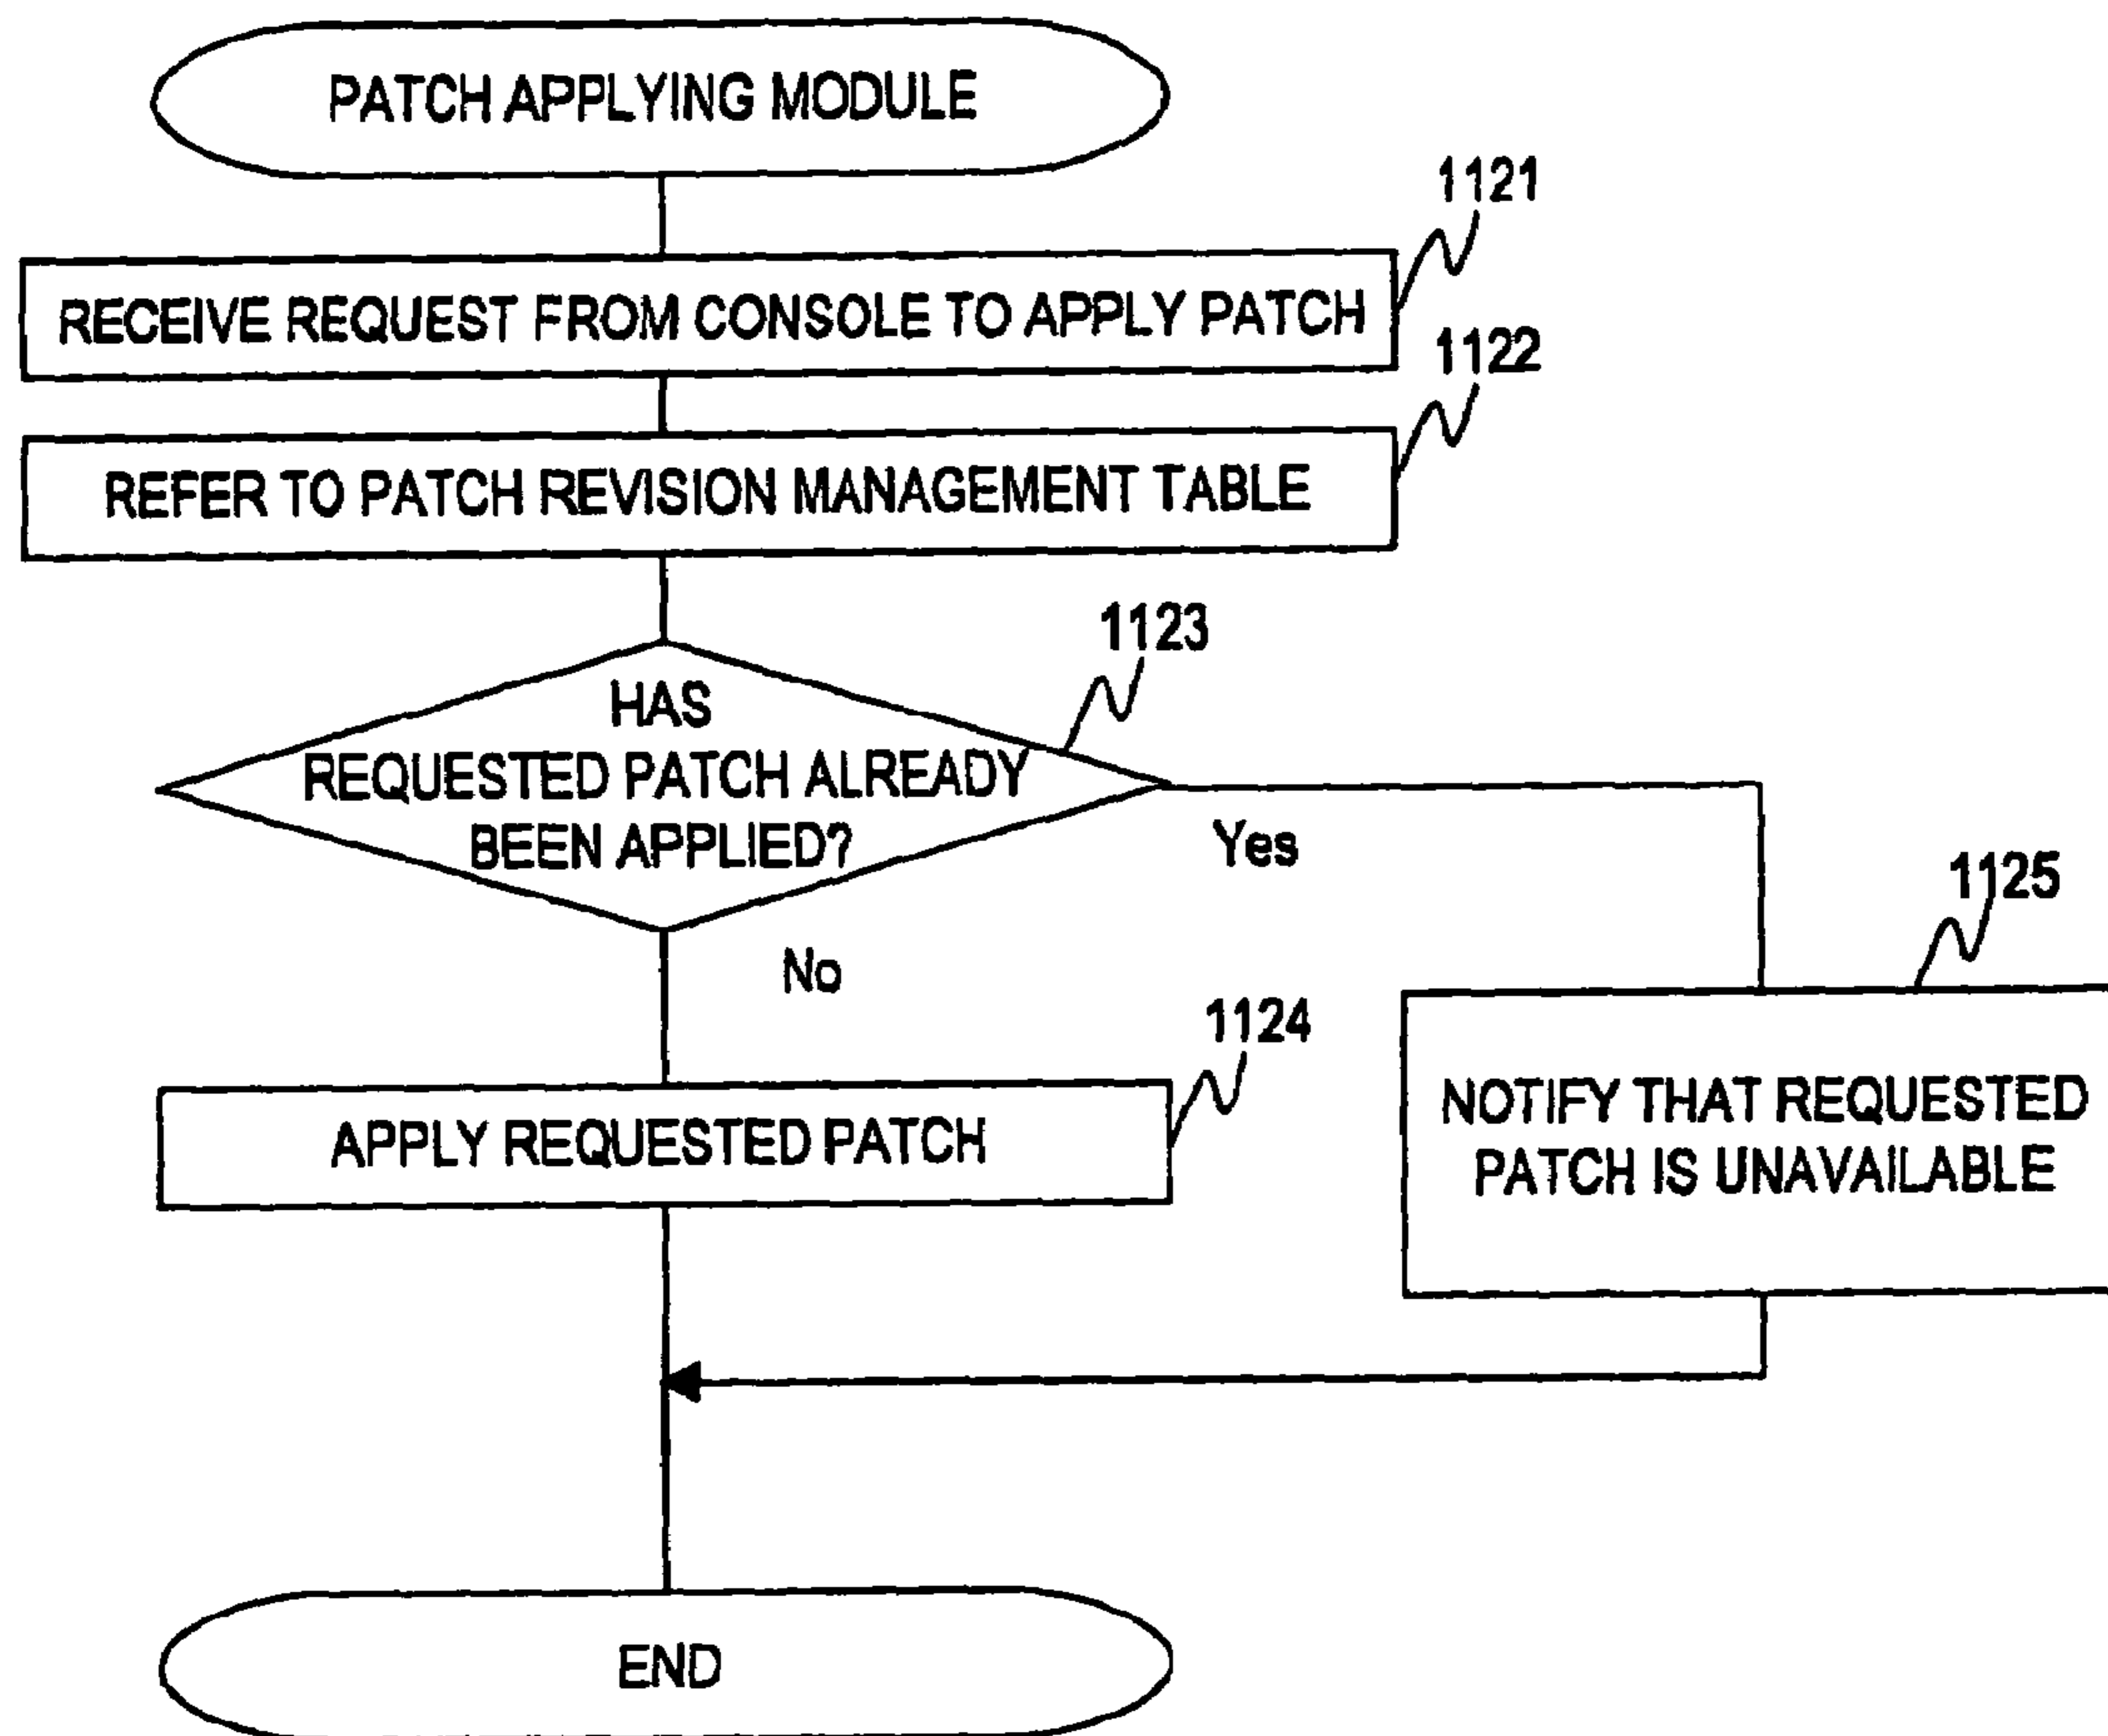 PATCH APPLYING MODULE
1121
RECEIVE REQUEST FROM CONSOLE TO APPLY PATCH
1122
REFER TO PATCH REVISION MANAGEMENT TABLE
1123
HAS
REQUESTED PATCH ALREADY
BEEN APPLIED?
Yes
No
1125
1124
NOTIFY THAT REQUESTED
PATCH IS UNAVAILABLE
APPLY REQUESTED PATCH
END